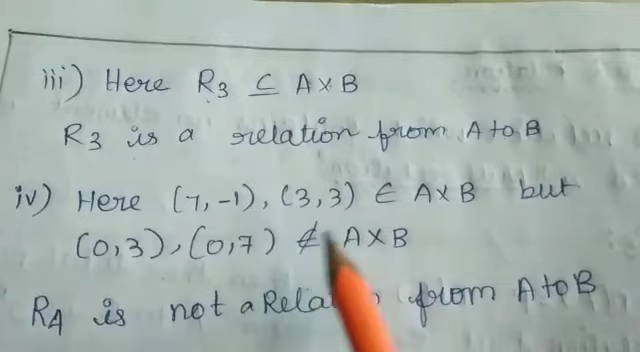 iii) Here R₃ ⊆ A×B
R₃ is a relation from A to B
iv) Here (7,-1), (3,3) ∈ A×B but
(0,3), (0,7) ∉ A×B
R₄ is not a from A to B